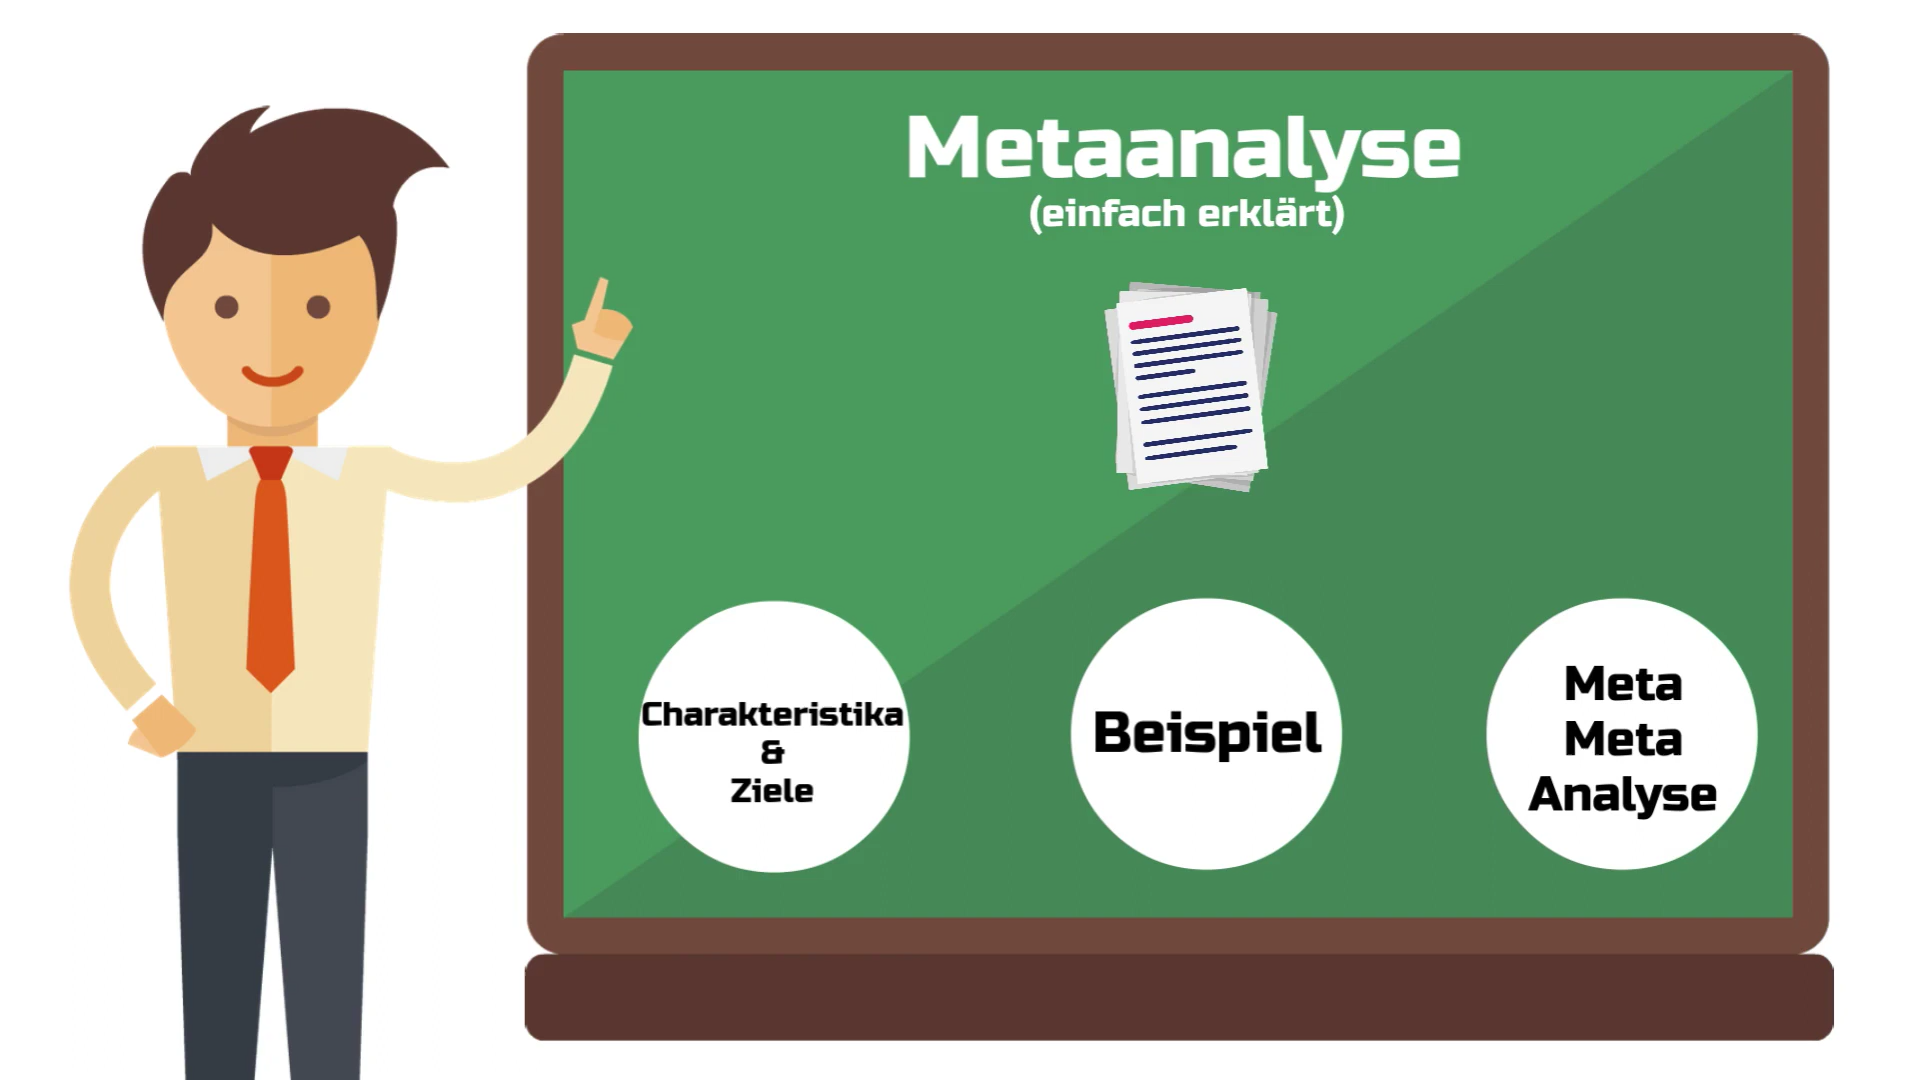 Metaanalyse
(einfach erklärt)
Charakteristika
&
Ziele
Beispiel
Meta
Meta
Analyse